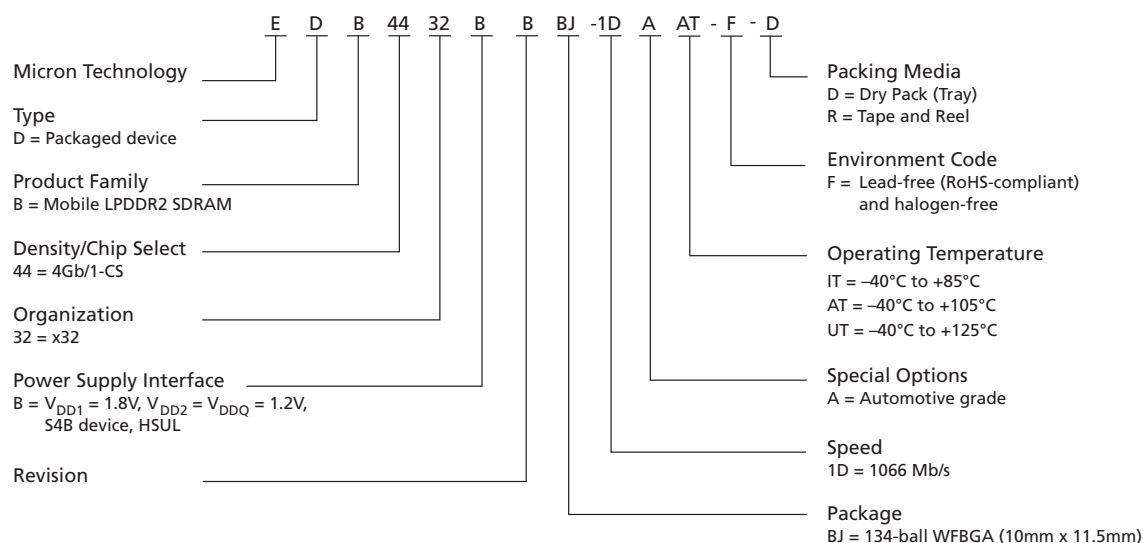 E D B 44 32 B B BJ -1D A AT - F - D
Micron Technology
Type
D = Packaged device
Product Family
B = Mobile LPDDR2 SDRAM
Density/Chip Select
44 = 4Gb/1-CS
Organization
32 = x32
Power Supply Interface
B = VDD1 = 1.8V, VDD2 = VDDQ = 1.2V,
S4B device, HSUL
Revision
Packing Media
D = Dry Pack (Tray)
R = Tape and Reel
Environment Code
F = Lead-free (RoHS-compliant)
and halogen-free
Operating Temperature
IT = –40°C to +85°C
AT = –40°C to +105°C
UT = –40°C to +125°C
Special Options
A = Automotive grade
Speed
1D = 1066 Mb/s
Package
BJ = 134-ball WFBGA (10mm x 11.5mm)